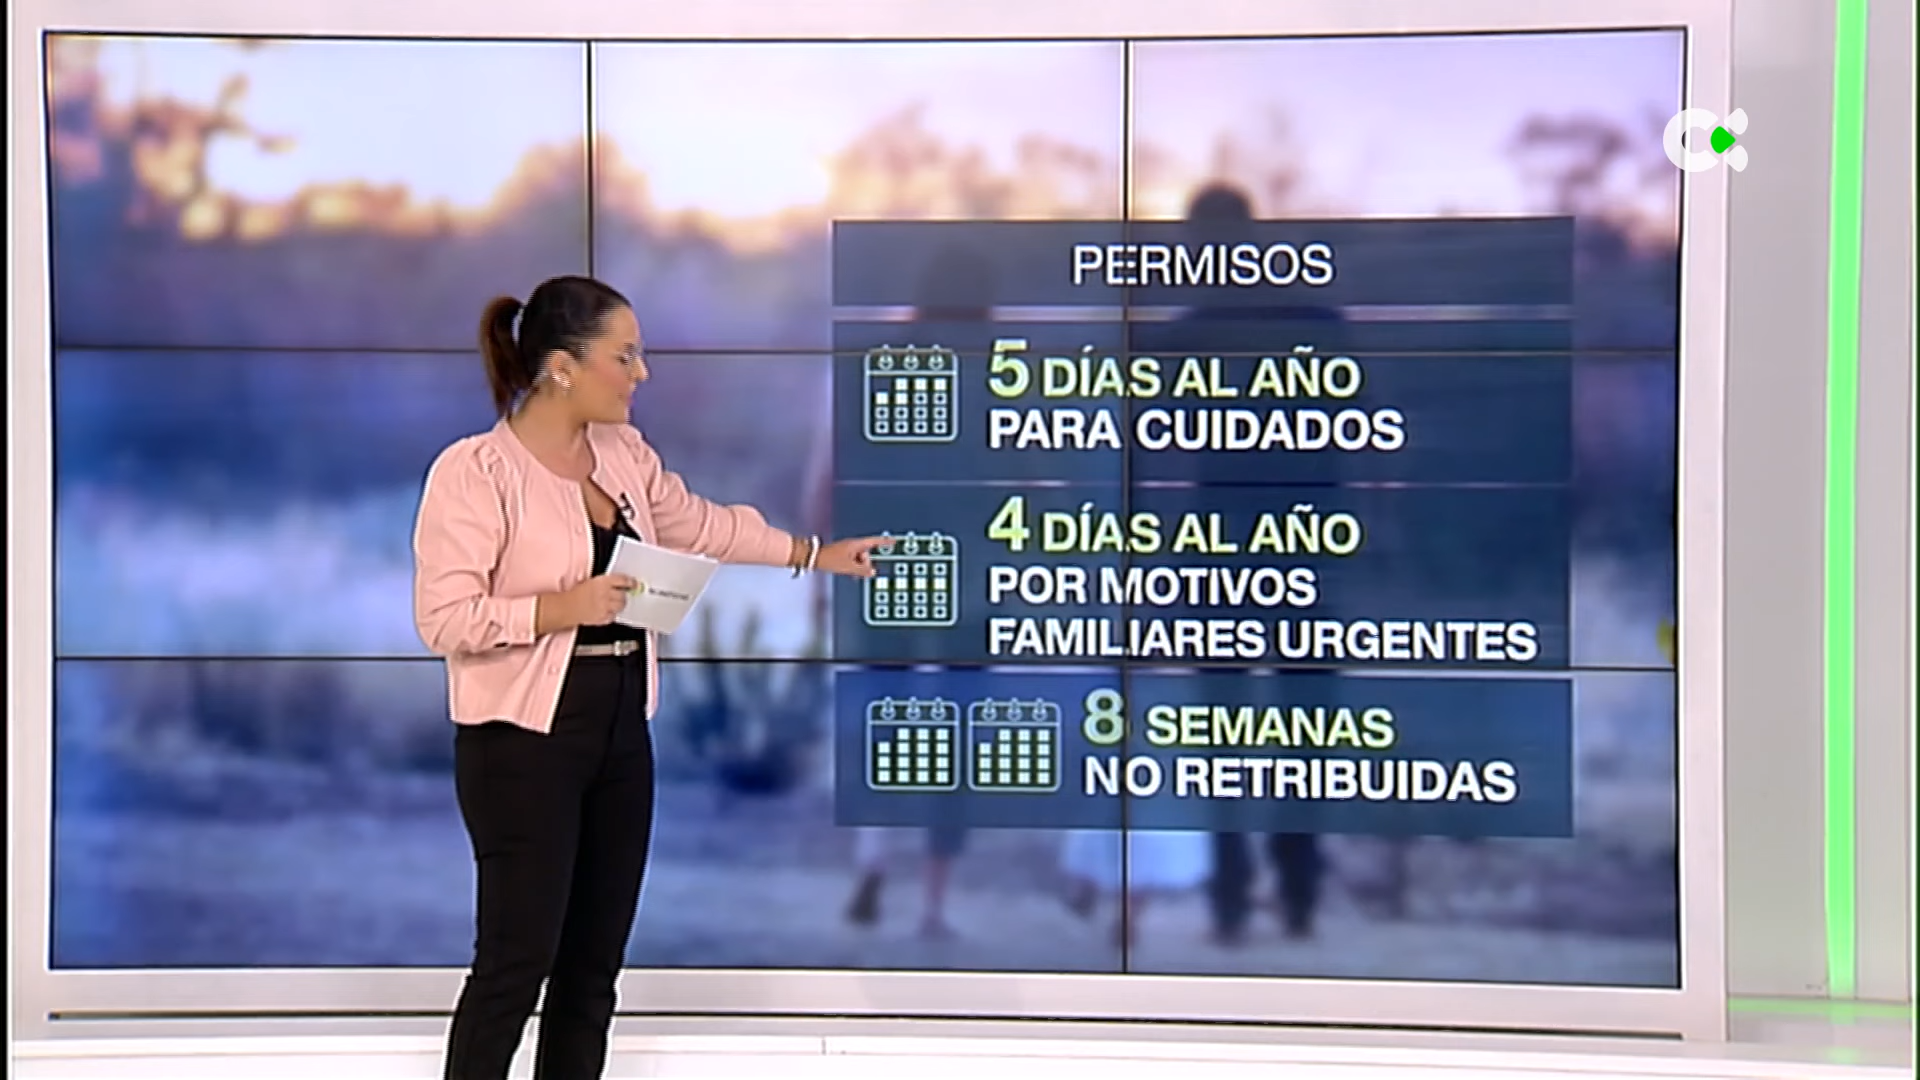 PERMISOS
5 DÍAS AL AÑO
PARA CUIDADOS
4 DÍAS AL AÑO
POR MOTIVOS
FAMILIARES URGENTES
8 SEMANAS
NO RETRIBUIDAS